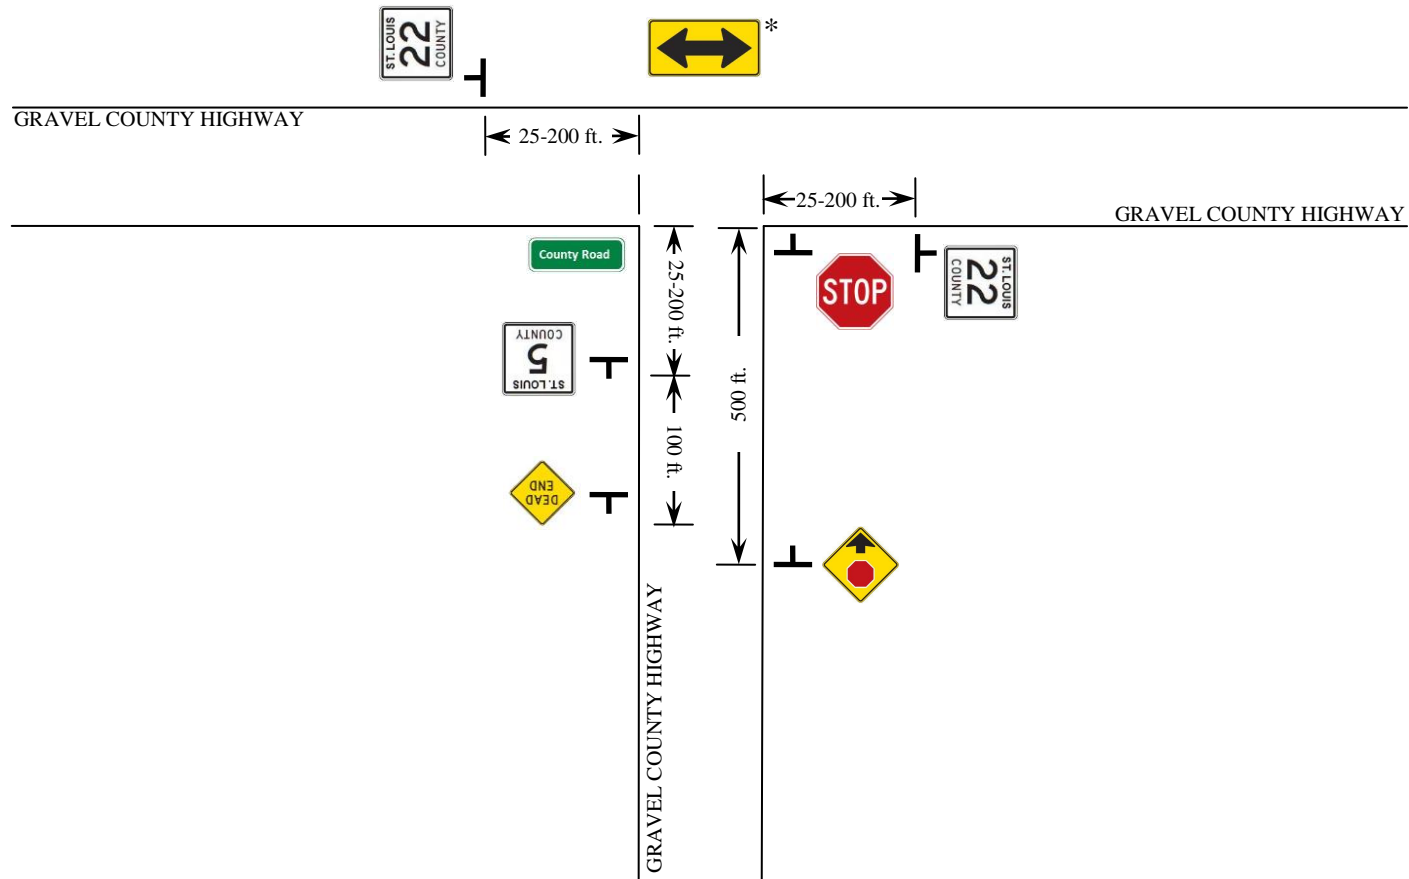 ST. LOUIS
22
COUNTY
*
GRAVEL COUNTY HIGHWAY
25-200 ft.
25-200 ft.
GRAVEL COUNTY HIGHWAY
County Road
25-200 ft.
STOP
ST. LOUIS
22
COUNTY
ST. LOUIS
5
COUNTY
500 ft.
100 ft.
DEAD
END
GRAVEL COUNTY HIGHWAY